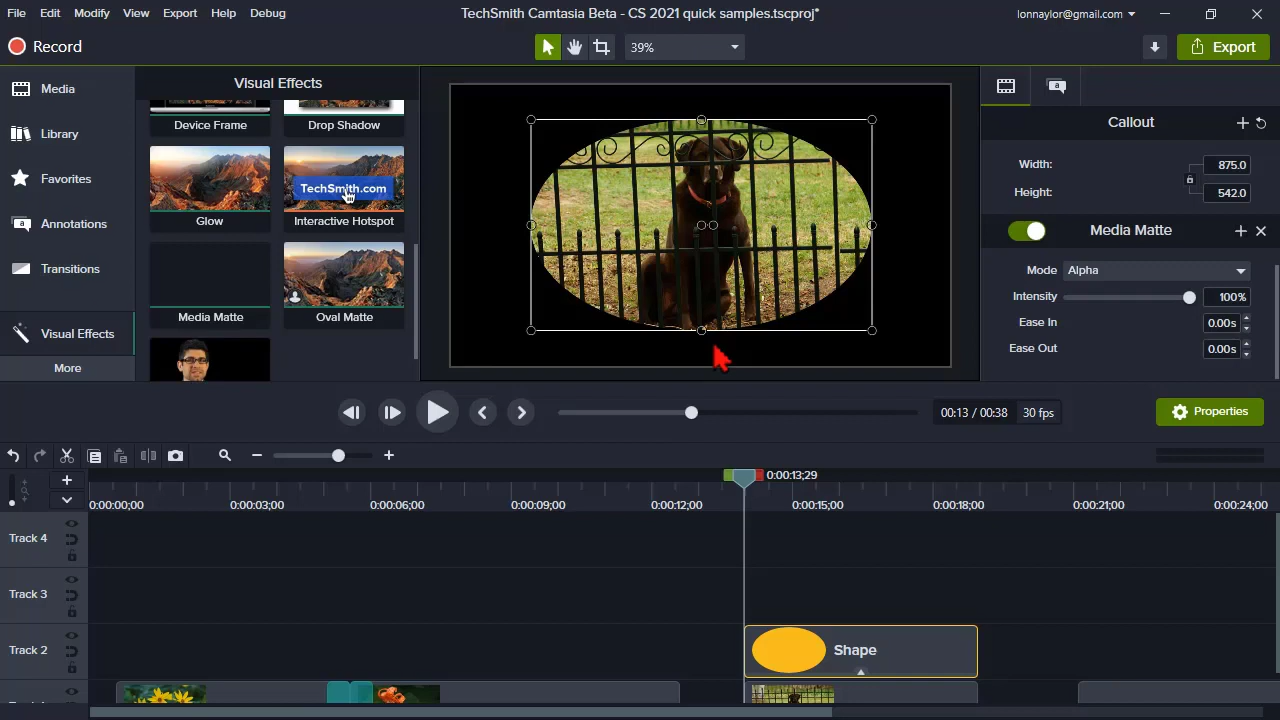 File Edit Modify View Export Help Debug
TechSmith Camtasia Beta - CS 2021 quick samples.tscproj*
lonnaylor@gmail.com
Record
39%
Export
Media
Library
Favorites
Annotations
Transitions
Visual Effects
More
Visual Effects
Device Frame
Drop Shadow
TechSmith.com
Glow
Interactive Hotspot
Media Matte
Oval Matte
Callout
Width: 875.0
Height: 542.0
Media Matte
Mode Alpha
Intensity 100%
Ease In 0.00s
Ease Out 0.00s
00:13 / 00:38 30 fps
Properties
0:00:13;29
0:00:00;00 0:00:03;00 0:00:06;00 0:00:09;00 0:00:12;00 0:00:15;00 0:00:18;00 0:00:21;00 0:00:24;00
Track 4
Track 3
Track 2
Shape